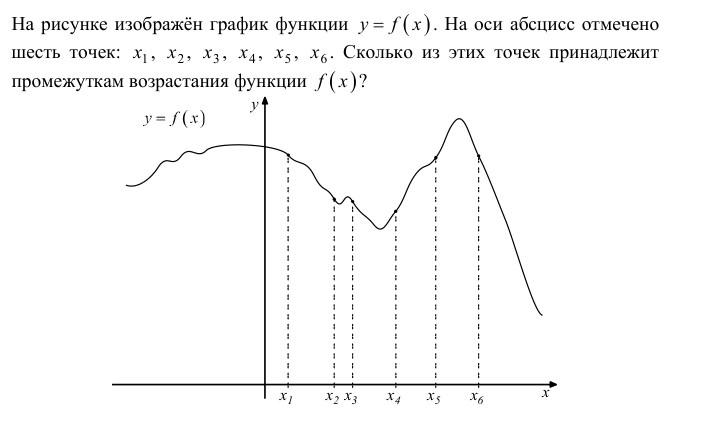 На рисунке изображён график функции y = f(x). На оси абсцисс отмечено
шесть точек: x₁, x₂, x₃, x₄, x₅, x₆. Сколько из этих точек принадлежит
промежуткам возрастания функции f(x)?
y
y = f(x)
x₁ x₂ x₃ x₄ x₅ x₆ x